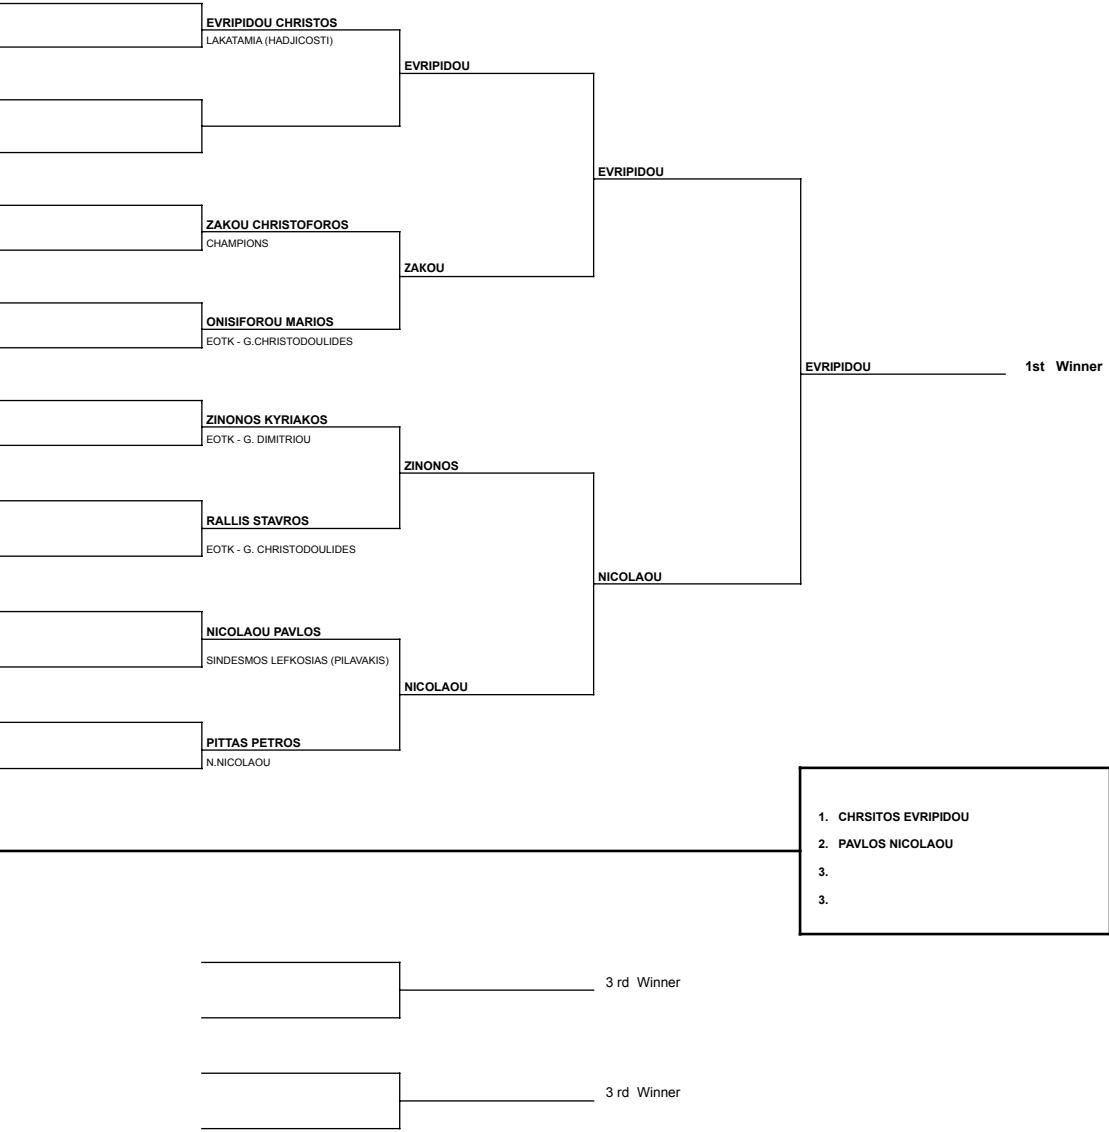 EVRIPIDOU CHRISTOS
LAKATAMIA (HADJICOSTI)
EVRIPIDOU
EVRIPIDOU
ZAKOU CHRISTOFOROS
CHAMPIONS
ZAKOU
ONISIFOROU MARIOS
EOTK - G.CHRISTODOULIDES
EVRIPIDOU
1st Winner
ZINONOS KYRIAKOS
EOTK - G. DIMITRIOU
ZINONOS
RALLIS STAVROS
EOTK - G. CHRISTODOULIDES
NICOLAOU
NICOLAOU PAVLOS
SINDESMOS LEFKOSIAS (PILAVAKIS)
NICOLAOU
PITTAS PETROS
N.NICOLAOU
1. CHRSITOS EVRIPIDOU
2. PAVLOS NICOLAOU
3.
3.
3 rd Winner
3 rd Winner